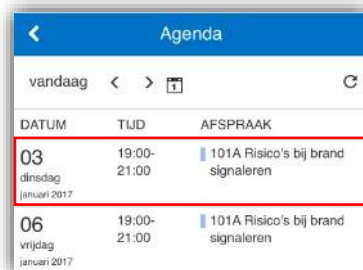 Agenda
vandaag
1
DATUM TIJD AFSPRAAK
03 19:00- 101A Risico's bij brand
dinsdag 21:00 signaleren
januari 2017
06 19:00- 101A Risico's bij brand
vrijdag 21:00 signaleren
januari 2017